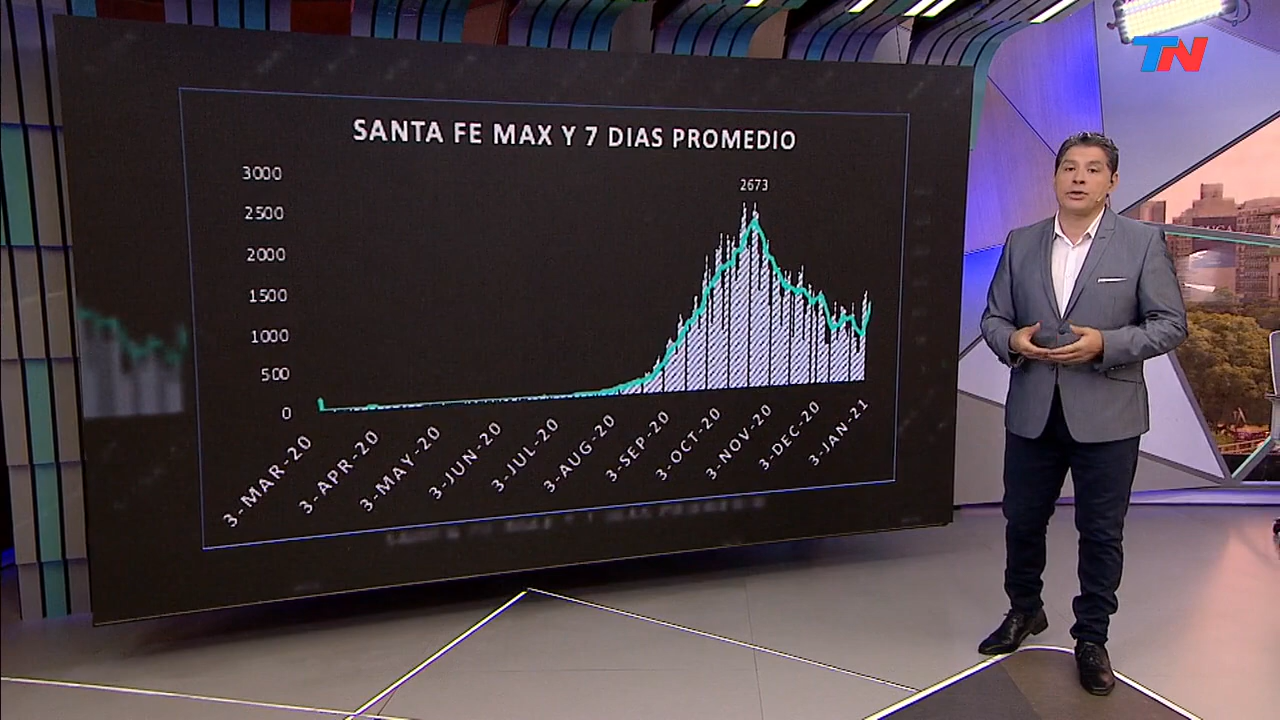 TN
SANTA FE MAX Y 7 DIAS PROMEDIO
3000
2673
2500
2000
1500
1000
500
0
3-MAR-20
3-APR-20
3-MAY-20
3-JUN-20
3-JUL-20
3-AUG-20
3-SEP-20
3-OCT-20
3-NOV-20
3-DEC-20
3-JAN-21